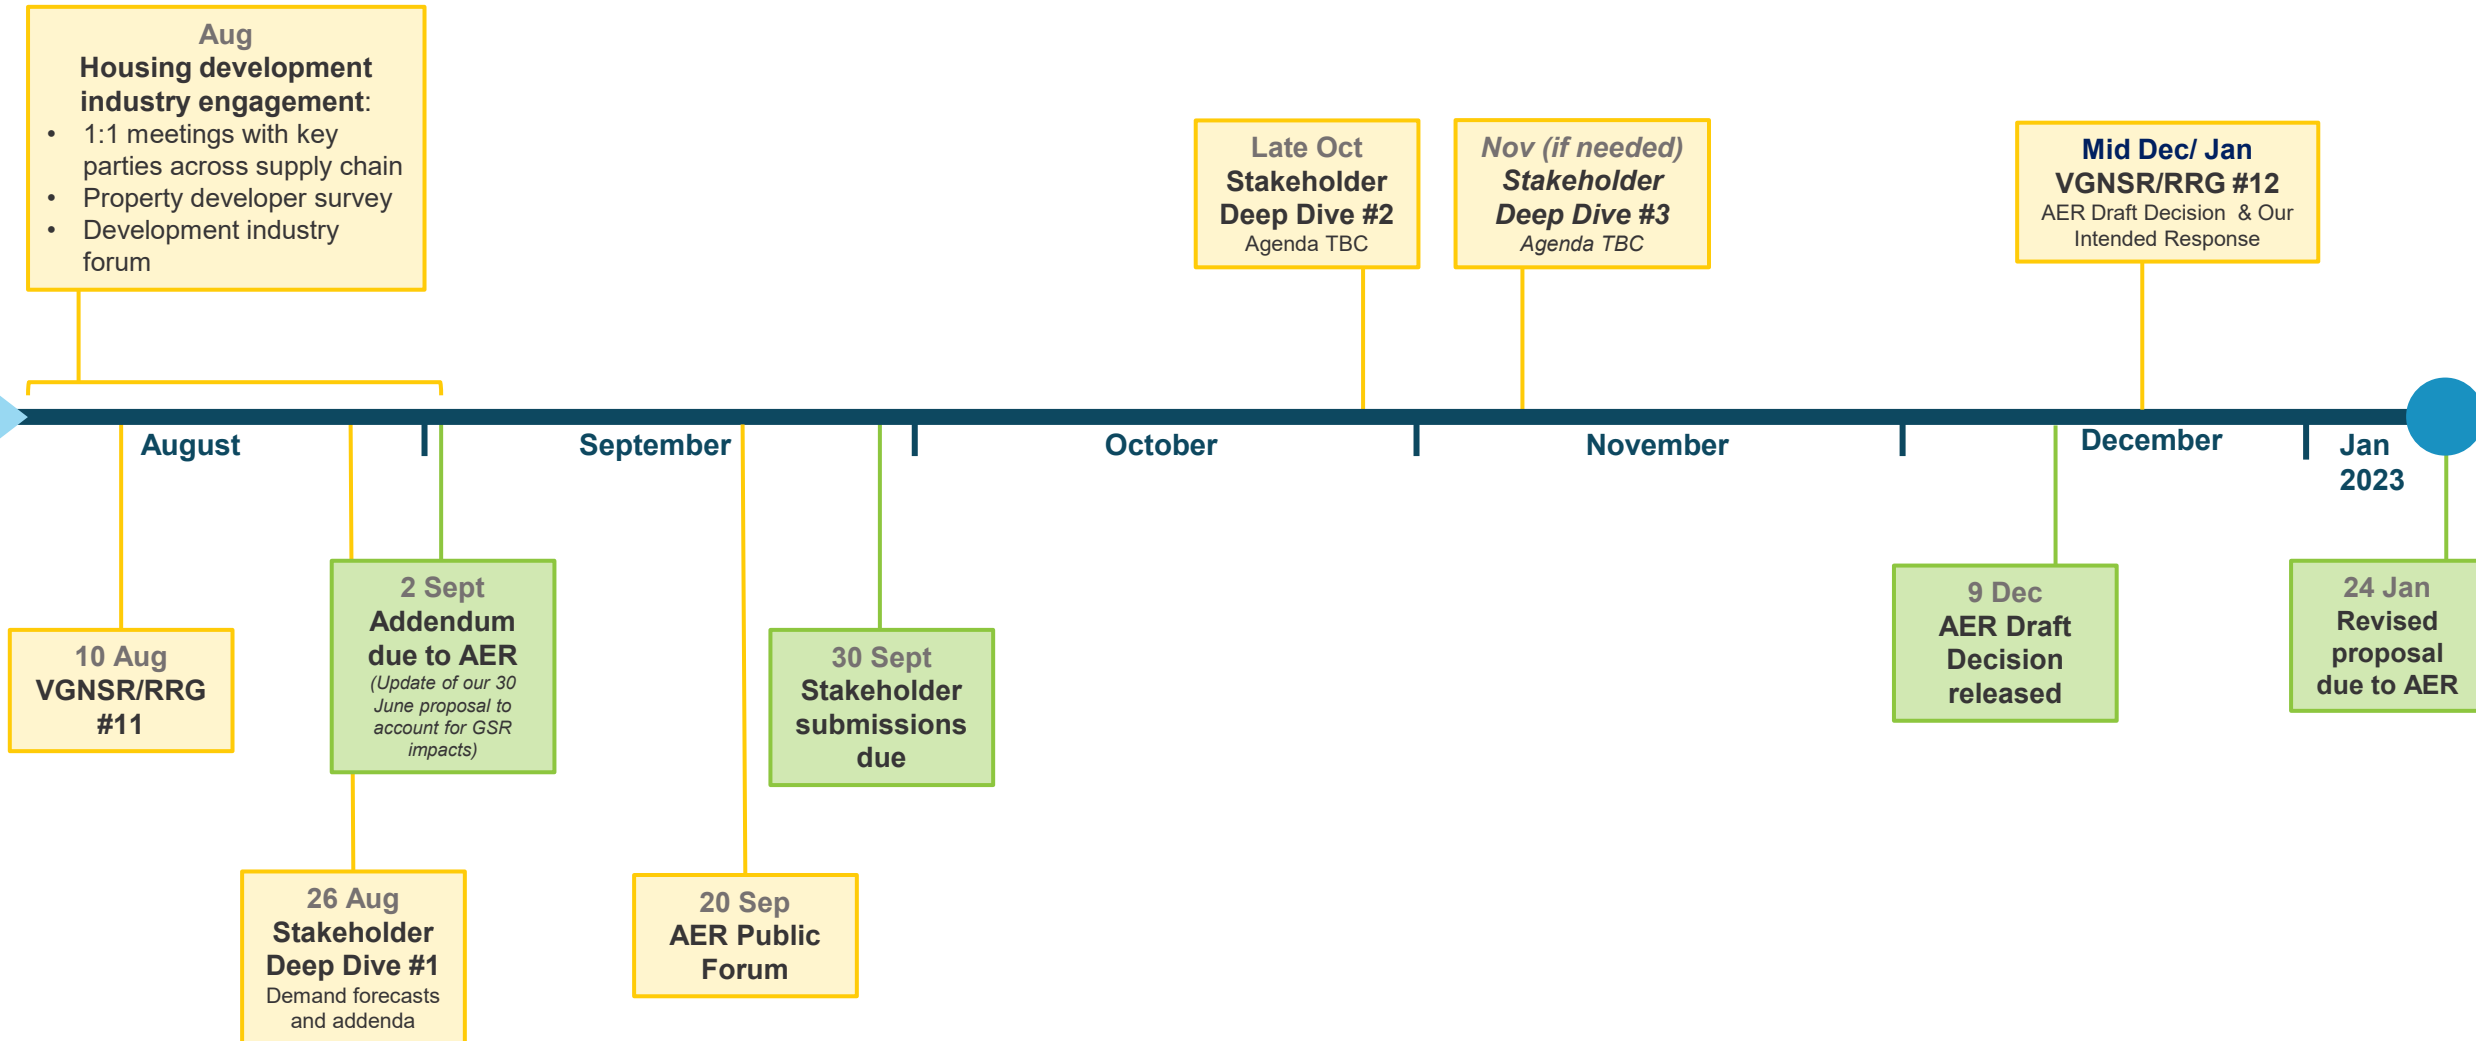 Aug
Housing development
industry engagement:
• 1:1 meetings with key
parties across supply chain
• Property developer survey
• Development industry
forum
Late Oct
Stakeholder
Deep Dive #2
Agenda TBC
Nov (if needed)
Stakeholder
Deep Dive #3
Agenda TBC
Mid Dec/ Jan
VGNSR/RRG #12
AER Draft Decision & Our
Intended Response
August
September
October
November
December
Jan
2023
10 Aug
VGNSR/RRG
#11
2 Sept
Addendum
due to AER
(Update of our 30
June proposal to
account for GSR
impacts)
30 Sept
Stakeholder
submissions
due
9 Dec
AER Draft
Decision
released
24 Jan
Revised
proposal
due to AER
26 Aug
Stakeholder
Deep Dive #1
Demand forecasts
and addenda
20 Sep
AER Public
Forum